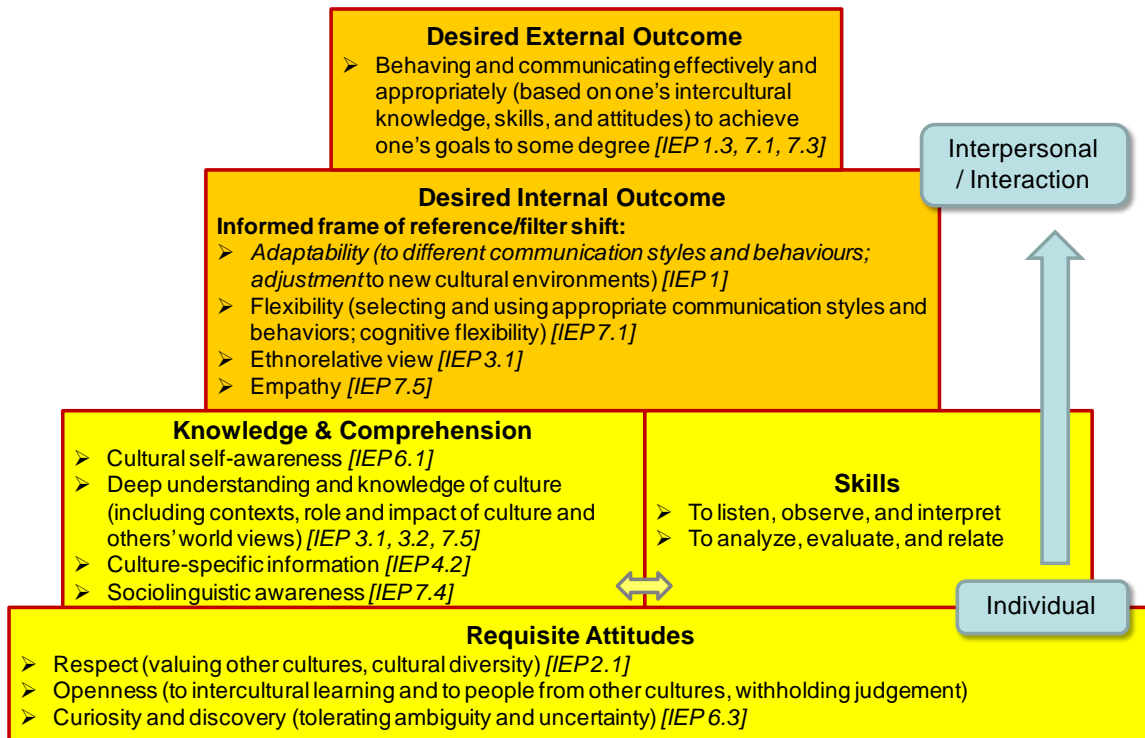 Desired External Outcome
➢ Behaving and communicating effectively and
appropriately (based on one's intercultural
knowledge, skills, and attitudes) to achieve
one's goals to some degree [IEP 1.3, 7.1, 7.3]
Interpersonal
/ Interaction
Desired Internal Outcome
Informed frame of reference/filter shift:
➢ Adaptability (to different communication styles and behaviours;
adjustment to new cultural environments) [IEP 1]
➢ Flexibility (selecting and using appropriate communication styles and
behaviors; cognitive flexibility) [IEP 7.1]
➢ Ethnorelative view [IEP 3.1]
➢ Empathy [IEP 7.5]
Knowledge & Comprehension
➢ Cultural self-awareness [IEP 6.1]
➢ Deep understanding and knowledge of culture
(including contexts, role and impact of culture and
others' world views) [IEP 3.1, 3.2, 7.5]
➢ Culture-specific information [IEP 4.2]
➢ Sociolinguistic awareness [IEP 7.4]
Skills
➢ To listen, observe, and interpret
➢ To analyze, evaluate, and relate
Individual
Requisite Attitudes
➢ Respect (valuing other cultures, cultural diversity) [IEP 2.1]
➢ Openness (to intercultural learning and to people from other cultures, withholding judgement)
➢ Curiosity and discovery (tolerating ambiguity and uncertainty) [IEP 6.3]